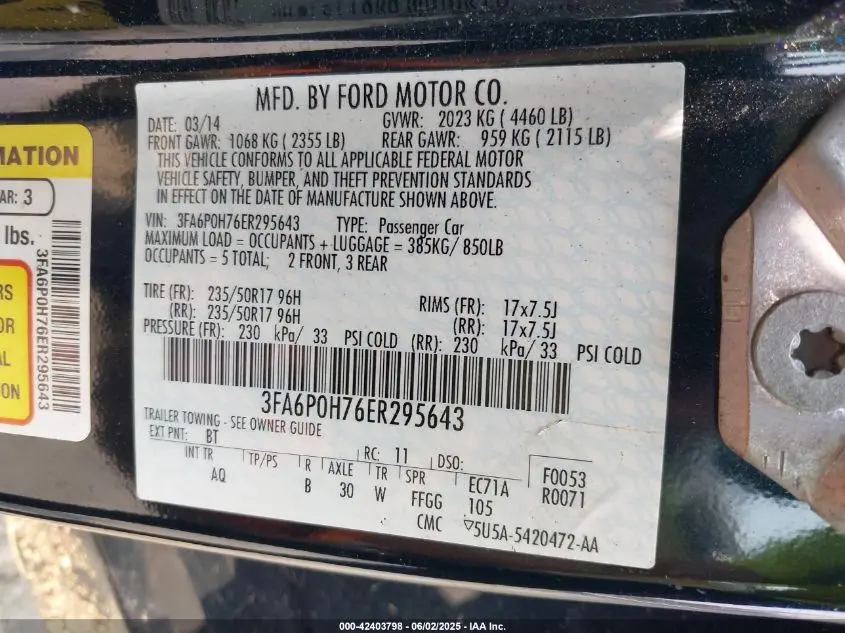 MFD. BY FORD MOTOR CO.
DATE: 03/14 GVWR: 2023 KG ( 4460 LB)
FRONT GAWR: 1068 KG ( 2355 LB) REAR GAWR: 959 KG ( 2115 LB)
THIS VEHICLE CONFORMS TO ALL APPLICABLE FEDERAL MOTOR
VEHICLE SAFETY, BUMPER, AND THEFT PREVENTION STANDARDS
IN EFFECT ON THE DATE OF MANUFACTURE SHOWN ABOVE.
VIN: 3FA6P0H76ER295643 TYPE: Passenger Car
MAXIMUM LOAD = OCCUPANTS + LUGGAGE = 385KG/ 850LB
OCCUPANTS = 5 TOTAL; 2 FRONT, 3 REAR
TIRE (FR): 235/50R17 96H RIMS (FR): 17x7.5J
(RR): 235/50R17 96H (RR): 17x7.5J
PRESSURE (FR): 230 kPa/ 33 PSI COLD (RR): 230 kPa/ 33 PSI COLD
3FA6P0H76ER295643
TRAILER TOWING - SEE OWNER GUIDE
EXT PNT: BT RC: 11 DSO:
INT TR TP/PS R AXLE TR SPR EC71A F0053
AQ B 30 W FFGG 105 R0071
CMC ▽5U5A-5420472-AA
MATION
AR: 3
lbs.
RS
OR
AL
ON
3FA6P0H76ER295643
000-42403798 - 06/02/2025 - IAA Inc.